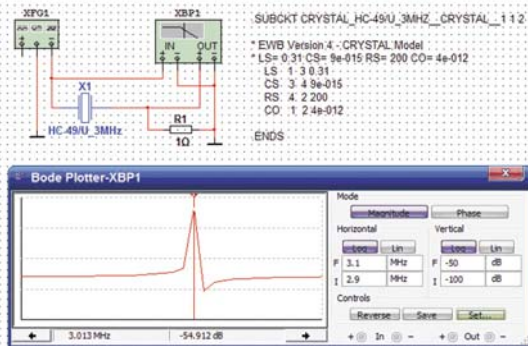 XFG1
XBP1
IN OUT
X1
HC-49/U_3MHz
R1
1Ω
SUBCKT CRYSTAL_HC-49/U_3MHZ__CRYSTAL__1 1 2
* EWB Version 4 - CRYSTAL Model
* LS= 0.31 CS= 9e-015 RS= 200 CO= 4e-012
LS 1 3 0.31
CS 3 4 9e-015
RS 4 2 200
CO 1 2 4e-012
ENDS
Bode Plotter-XBP1
x
Mode
Magnitude Phase
Horizontal Vertical
Log Lin Log Lin
F 3.1 MHz F -50 dB
I 2.9 MHz I -100 dB
Controls
Reverse Save Set...
3.013 MHz -54.912 dB
+ In - + Out -